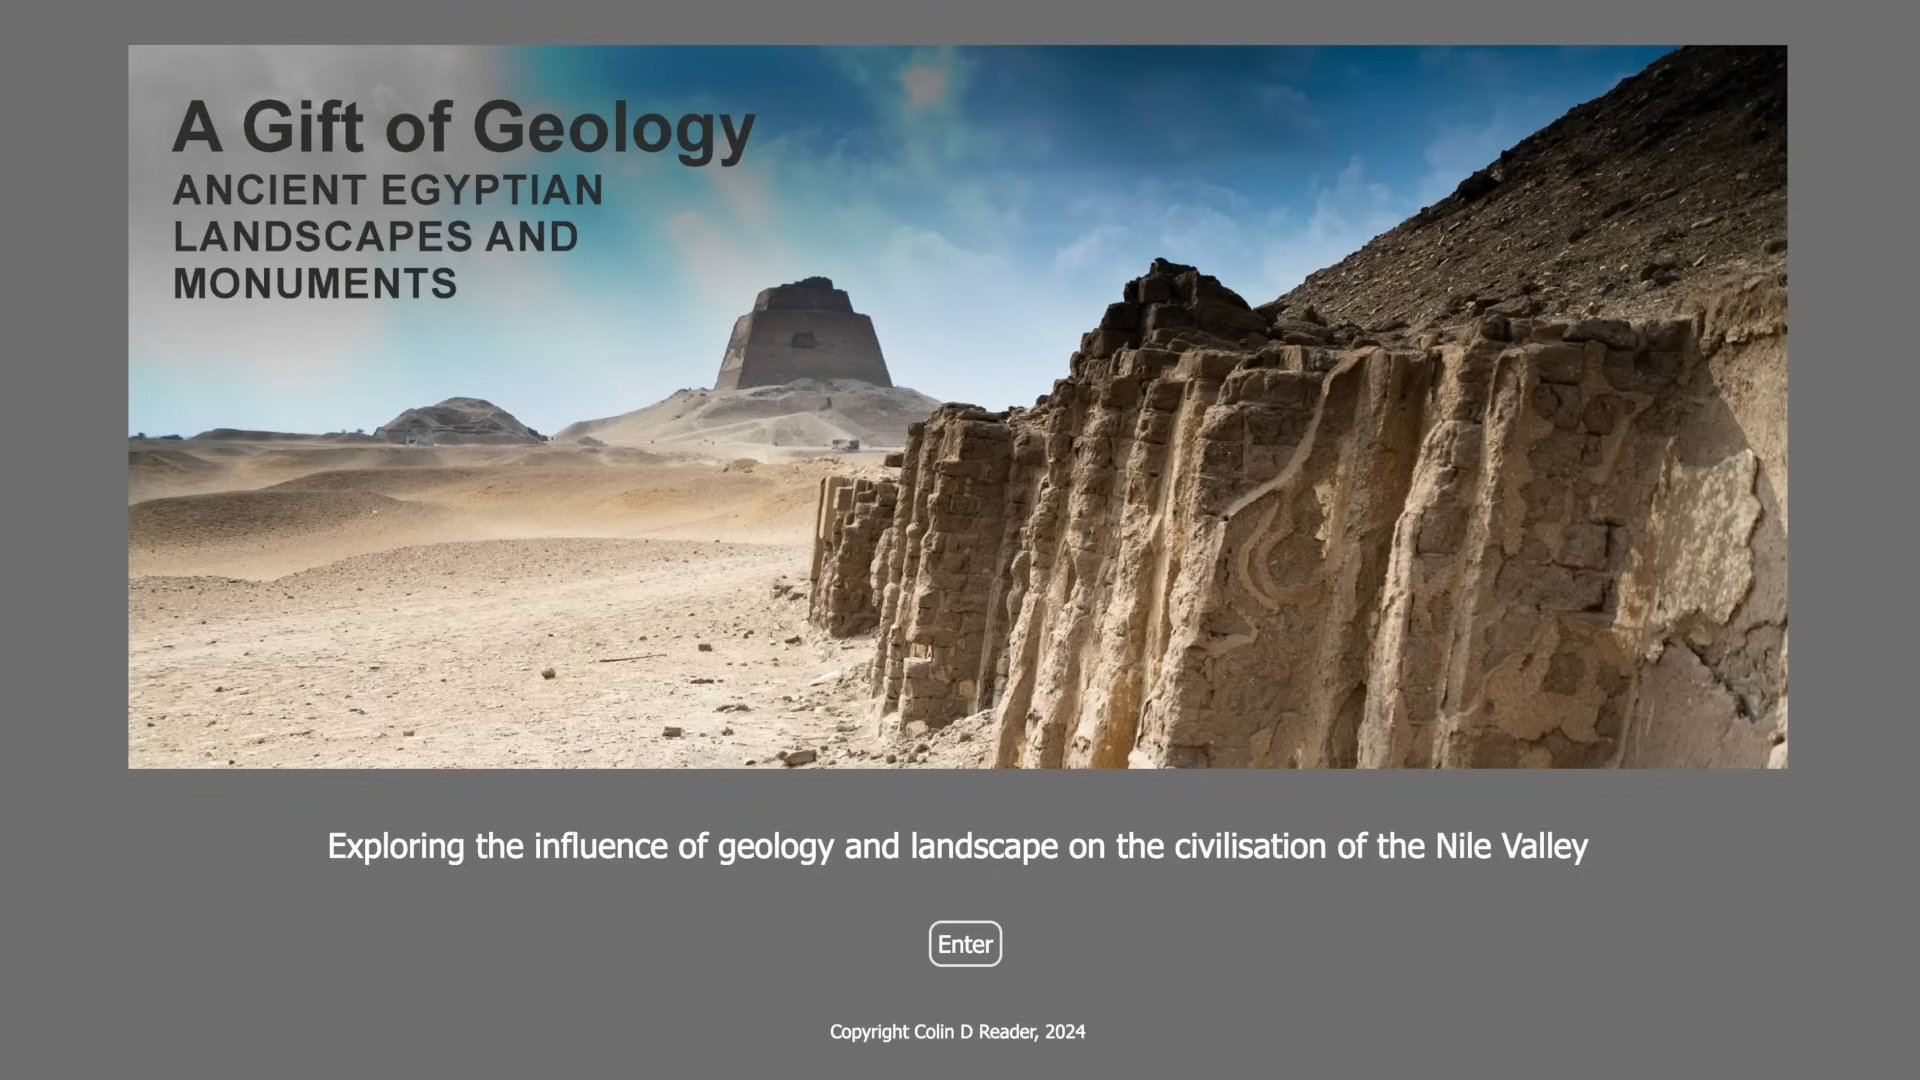 A Gift of Geology
ANCIENT EGYPTIAN
LANDSCAPES AND
MONUMENTS
Exploring the influence of geology and landscape on the civilisation of the Nile Valley
Enter
Copyright Colin D Reader, 2024